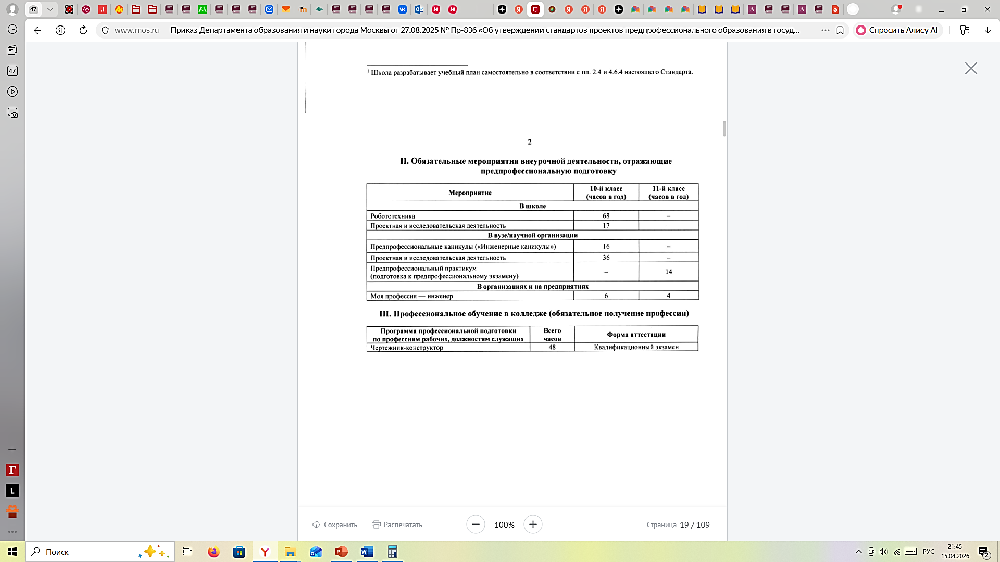 47
www.mos.ru Приказ Департамента образования и науки города Москвы от 27.08.2025 № Пр-836 «Об утверждении стандартов проектов предпрофессионального образования в госуд...
Спросить Алису AI
47
¹ Школа разрабатывает учебный план самостоятельно в соответствии с пп. 2.4 и 4.6.4 настоящего Стандарта.
2
II. Обязательные мероприятия внеурочной деятельности, отражающие
предпрофессиональную подготовку
Мероприятие 10-й класс (часов в год) 11-й класс (часов в год)
В школе
Робототехника 68 –
Проектная и исследовательская деятельность 17 –
В вузе/научной организации
Предпрофессиональные каникулы («Инженерные каникулы») 16 –
Проектная и исследовательская деятельность 36 –
Предпрофессиональный практикум
(подготовка к предпрофессиональному экзамену) – 14
В организациях и на предприятиях
Моя профессия — инженер 6 4
III. Профессиональное обучение в колледже (обязательное получение профессии)
Программа профессиональной подготовки по профессиям рабочих, должностям служащих Всего часов Форма аттестации
Чертежник-конструктор 48 Квалификационный экзамен
Сохранить Распечатать 100% Страница 19 / 109
Г
L
Поиск
РУС
21:45
15.04.2026
2